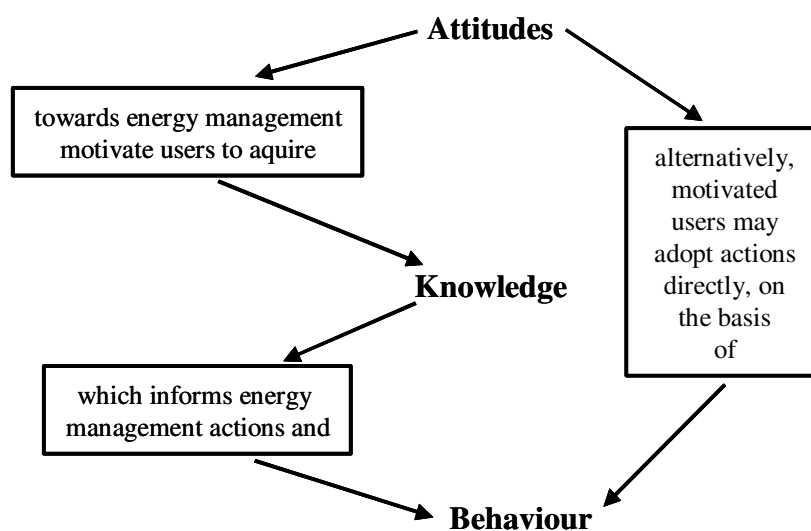 Attitudes
towards energy management
motivate users to aquire
alternatively,
motivated
users may
adopt actions
directly, on
the basis
of
Knowledge
which informs energy
management actions and
Behaviour